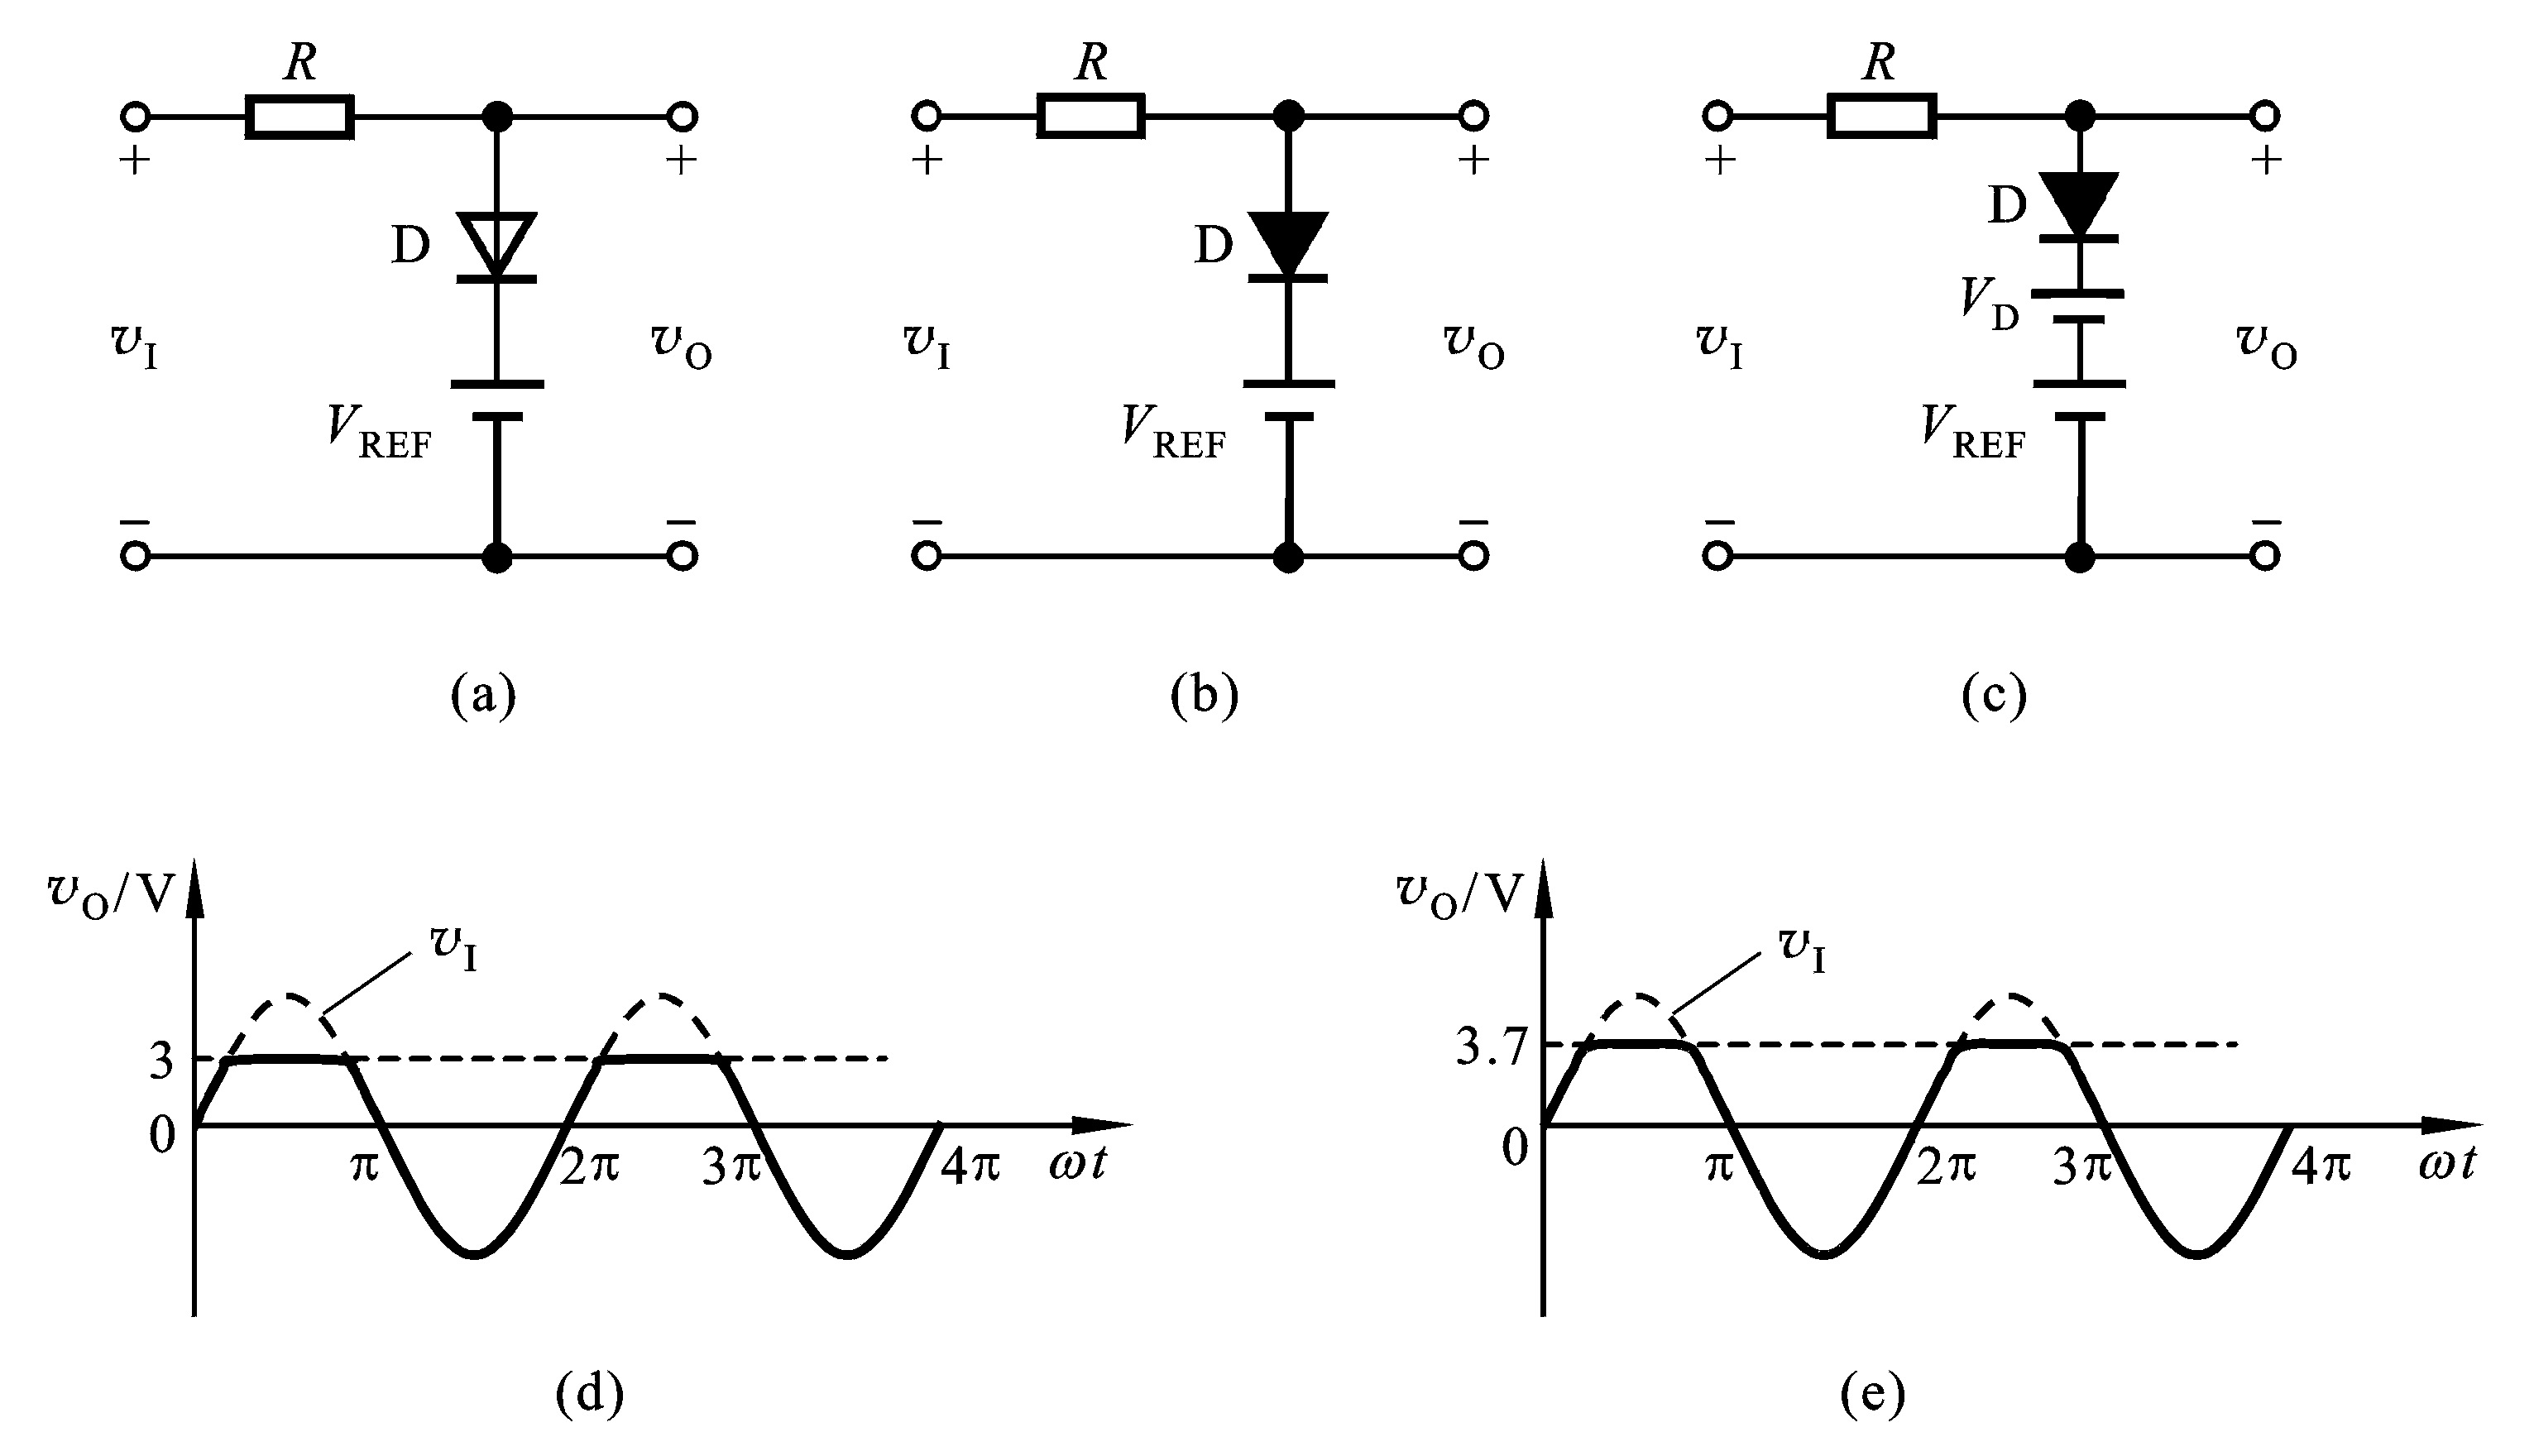 R R R
+ + + + + +
D D D
V_D
v_I v_O v_I v_O v_I v_O
V_REF V_REF V_REF
− − − − − −
(a) (b) (c)
v_O/V v_O/V
v_I v_I
3 3.7
0 π 2π 3π 4π ωt 0 π 2π 3π 4π ωt
(d) (e)